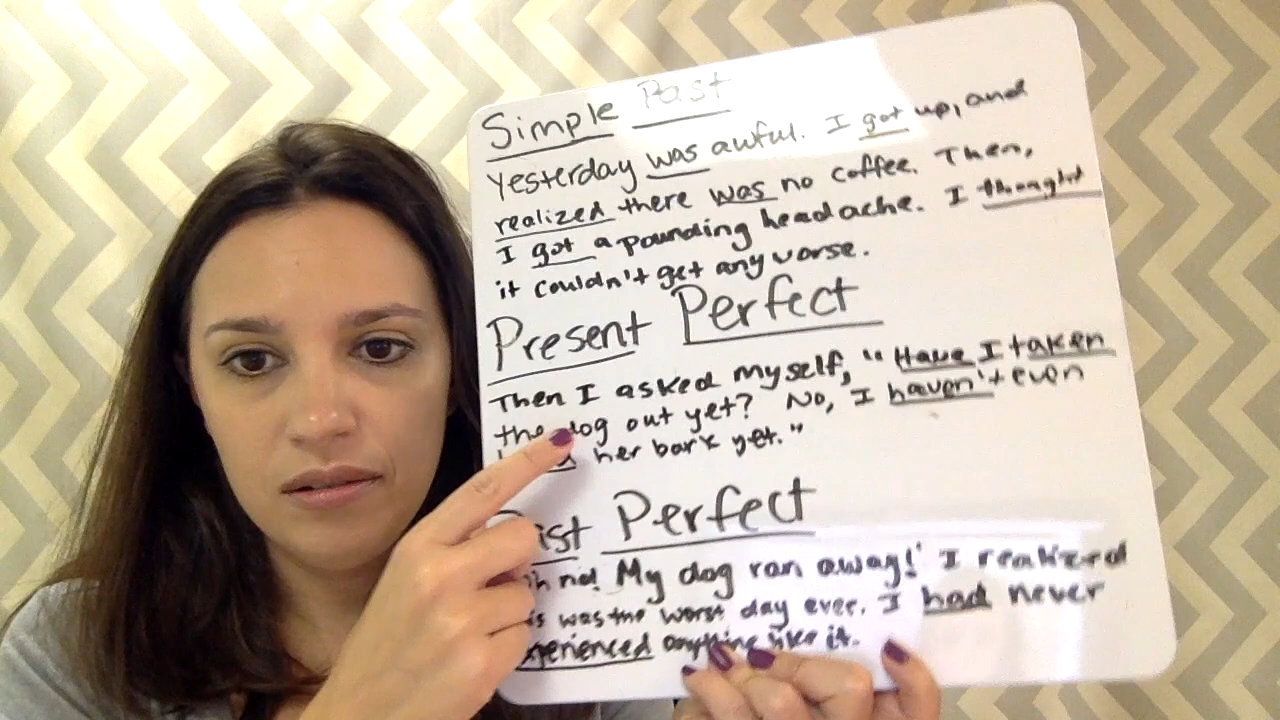 Simple Past
Yesterday was awful. I got up, and
realized there was no coffee. Then,
I got a pounding headache. I thought
it couldn't get any worse.
Present Perfect
Then I asked myself, "Have I taken
the dog out yet? No, I haven't even
her bark yet."
Perfect
no! My dog ran away! I realized
was the worst day ever. I had never
anything like it.